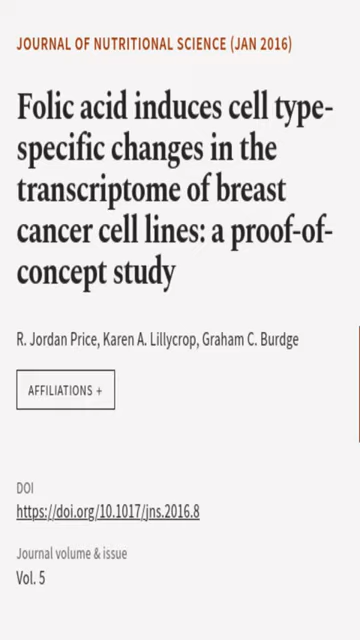 JOURNAL OF NUTRITIONAL SCIENCE (JAN 2016)
Folic acid induces cell type-
specific changes in the
transcriptome of breast
cancer cell lines: a proof-of-
concept study
R. Jordan Price, Karen A. Lillycrop, Graham C. Burdge
AFFILIATIONS +
DOI
https://doi.org/10.1017/jns.2016.8
Journal volume & issue
Vol. 5